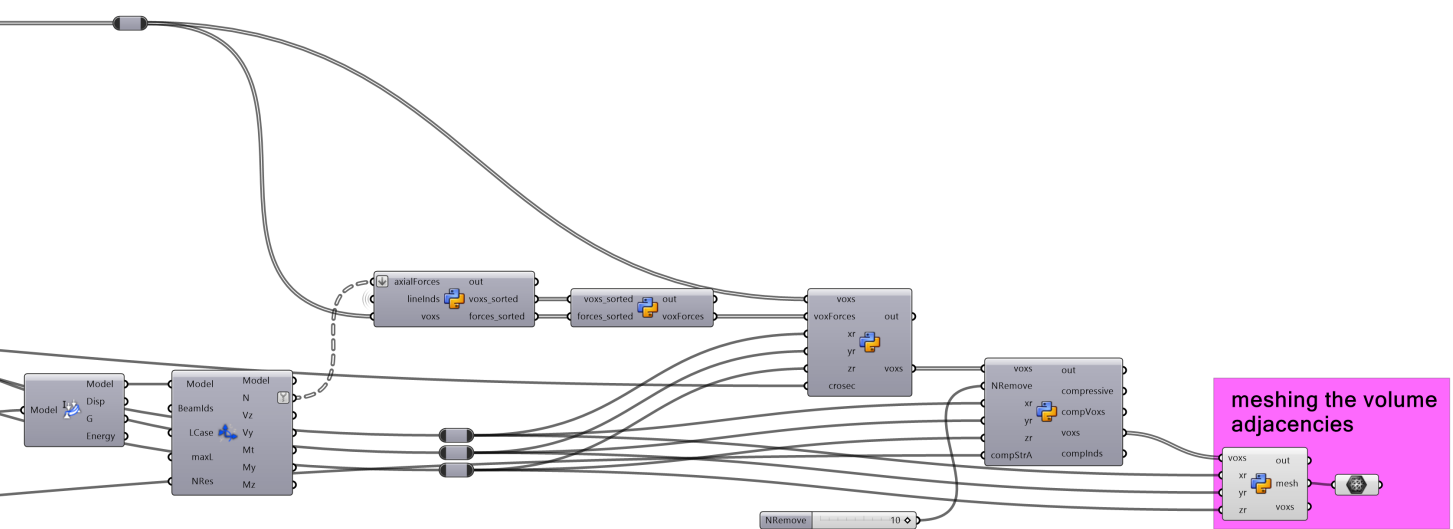 axialForces out
lineInds voxs_sorted
voxs forces_sorted
voxs_sorted out
forces_sorted voxForces
voxs
voxForces out
xr
yr
zr voxs
crosec
Model
Model Disp
G
Energy
Model Model
N
BeamIds Vz
LCase Vy
maxL Mt
My
NRes Mz
voxs out
NRemove compressive
xr compVoxs
yr
zr voxs
compStrA compInds
meshing the volume
adjacencies
voxs out
xr mesh
yr
zr voxs
NRemove 10